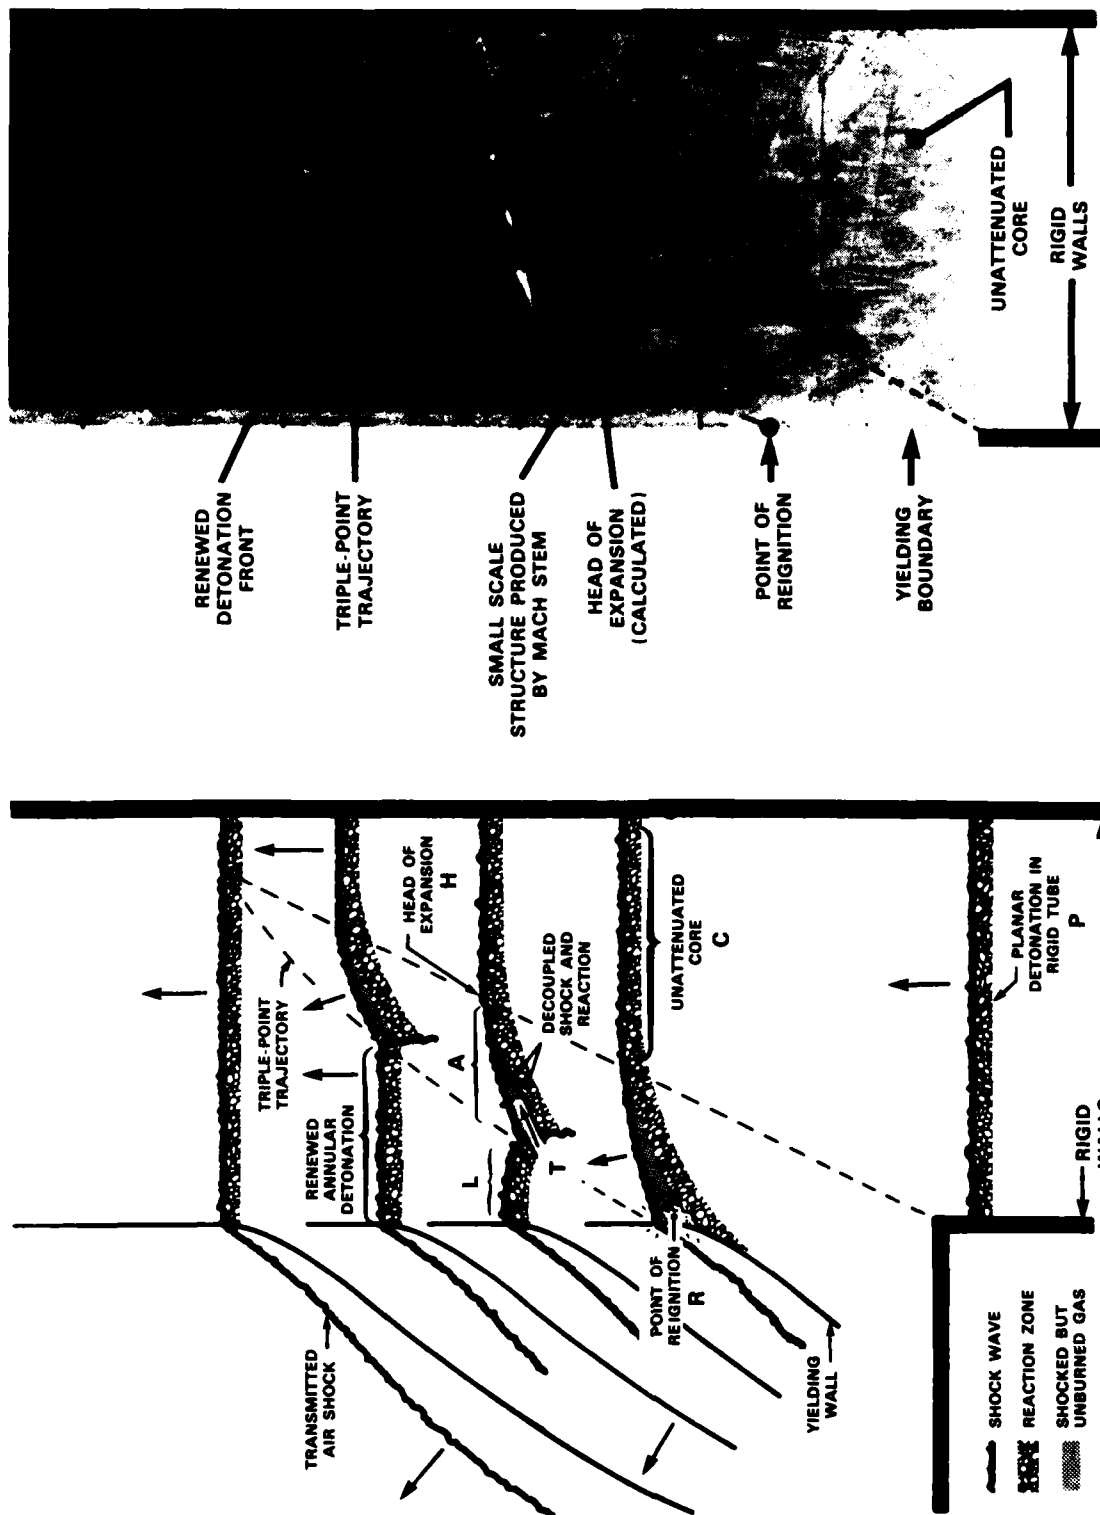 RENEWED
DETONATION
FRONT
TRIPLE-POINT
TRAJECTORY
SMALL SCALE
STRUCTURE PRODUCED
BY MACH STEM
HEAD OF
EXPANSION
(CALCULATED)
POINT OF
REIGNITION
YIELDING
BOUNDARY
UNATTENUATED
CORE
RIGID
WALLS
TRIPLE-POINT
TRAJECTORY
RENEWED
ANNULAR
DETONATION
HEAD OF
EXPANSION
H
A
L
T
DECOUPLED
SHOCK AND
REACTION
UNATTENUATED
CORE
C
POINT OF
REIGNITION
R
TRANSMITTED
AIR SHOCK
YIELDING
WALL
PLANAR
DETONATION IN
RIGID TUBE
P
RIGID
SHOCK WAVE
REACTION ZONE
SHOCKED BUT
UNBURNED GAS